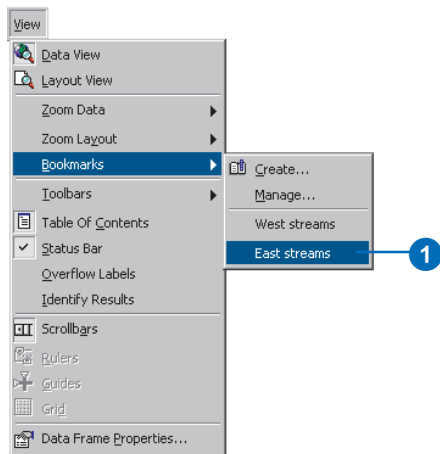 View
Data View
Layout View
Zoom Data
Zoom Layout
Bookmarks
Toolbars
Table Of Contents
Status Bar
Overflow Labels
Identify Results
Scrollbars
Rulers
Guides
Grid
Data Frame Properties...
Create...
Manage...
West streams
East streams
1